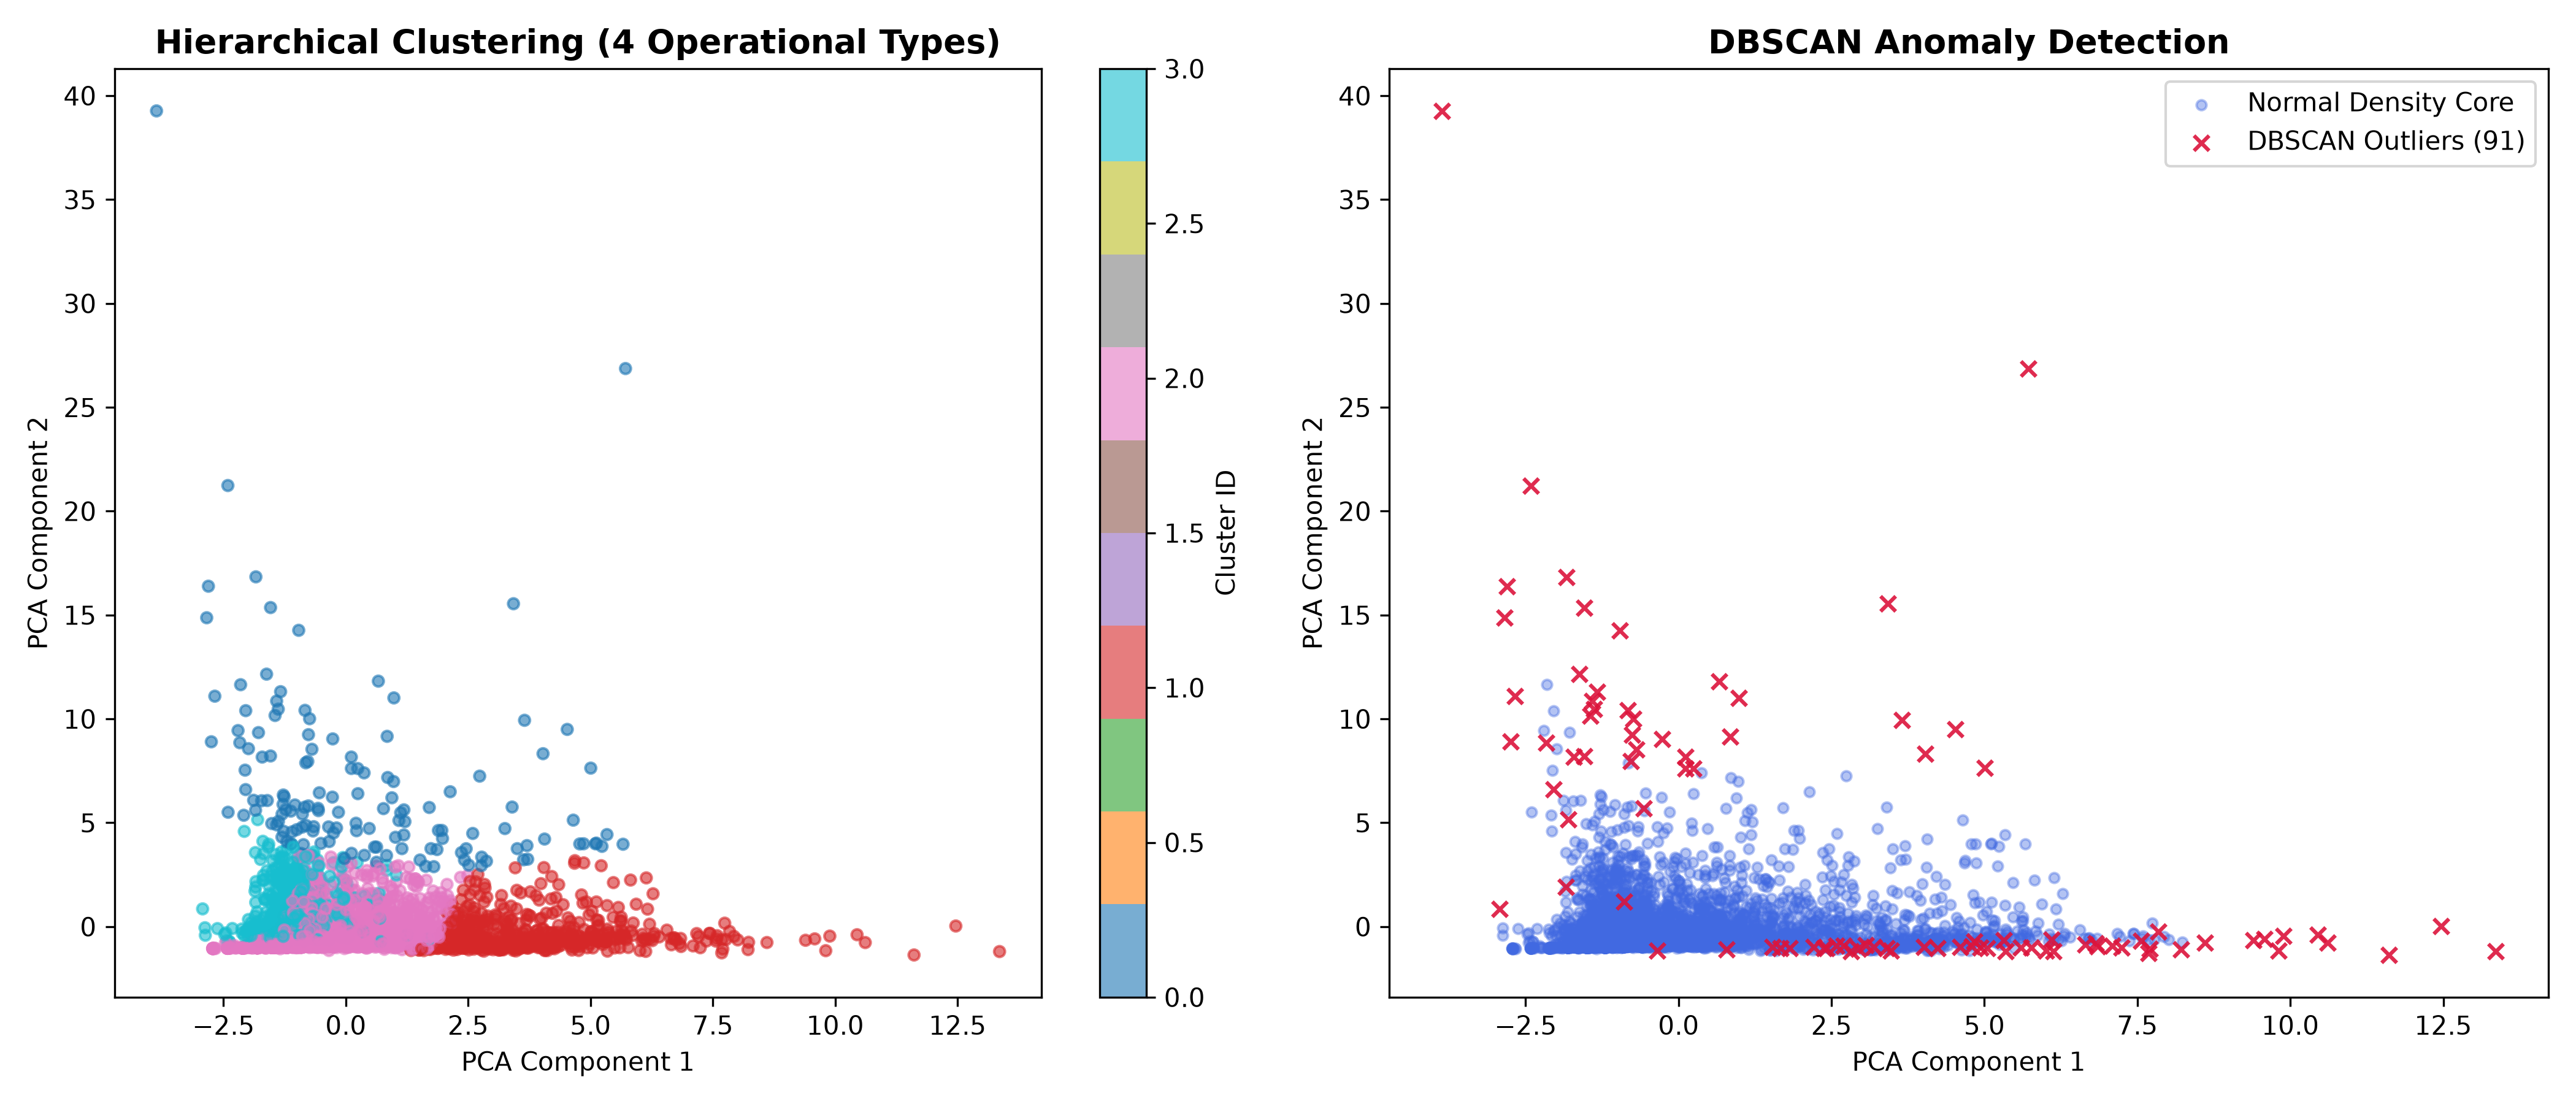 Hierarchical Clustering (4 Operational Types)
40
35
30
25
20
15
10
5
0
PCA Component 2
−2.5 0.0 2.5 5.0 7.5 10.0 12.5
PCA Component 1
3.0
2.5
2.0
1.5
1.0
0.5
0.0
Cluster ID
DBSCAN Anomaly Detection
Normal Density Core
DBSCAN Outliers (91)
40
35
30
25
20
15
10
5
0
PCA Component 2
−2.5 0.0 2.5 5.0 7.5 10.0 12.5
PCA Component 1